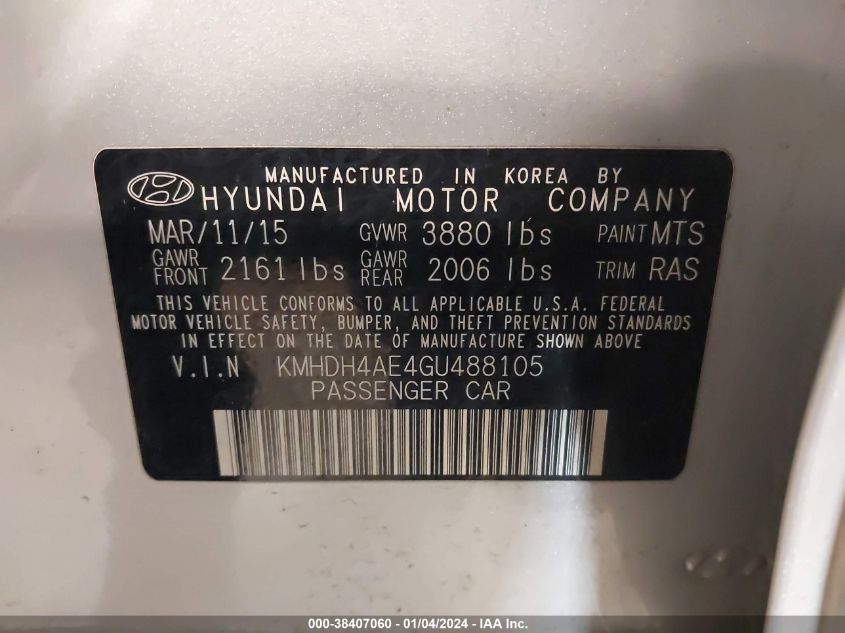 MANUFACTURED IN KOREA BY
HYUNDAI MOTOR COMPANY
MAR/11/15 GVWR 3880 lbs PAINT MTS
GAWR FRONT 2161 lbs GAWR REAR 2006 lbs TRIM RAS
THIS VEHICLE CONFORMS TO ALL APPLICABLE U.S.A. FEDERAL
MOTOR VEHICLE SAFETY, BUMPER, AND THEFT PREVENTION STANDARDS
IN EFFECT ON THE DATE OF MANUFACTURE SHOWN ABOVE
V.I.N KMHDH4AE4GU488105
PASSENGER CAR
000-38407060 - 01/04/2024 - IAA Inc.